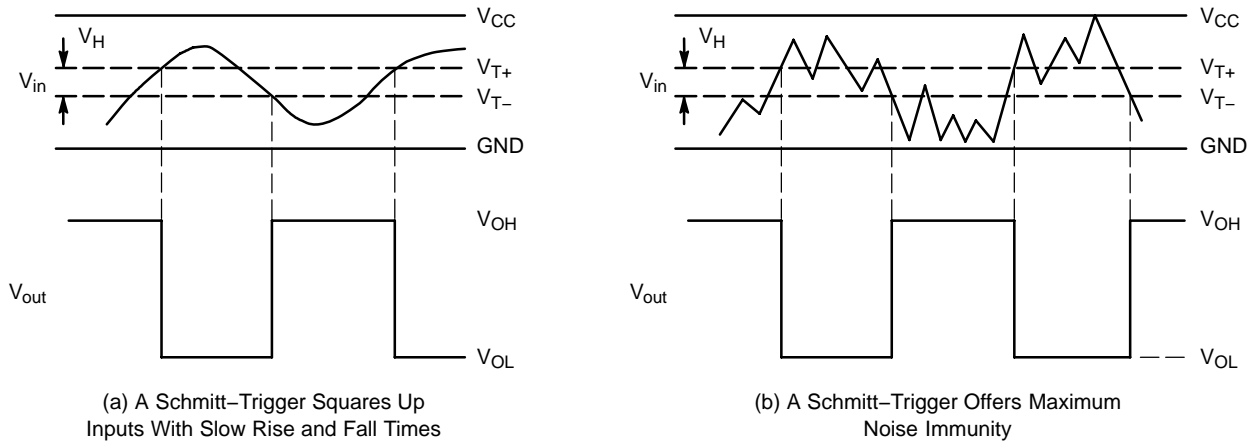 V_CC
V_H
V_in
V_T+
V_T−
GND
V_OH
V_out
V_OL
(a) A Schmitt−Trigger Squares Up
Inputs With Slow Rise and Fall Times
V_CC
V_H
V_in
V_T+
V_T−
GND
V_OH
V_out
V_OL
(b) A Schmitt−Trigger Offers Maximum
Noise Immunity